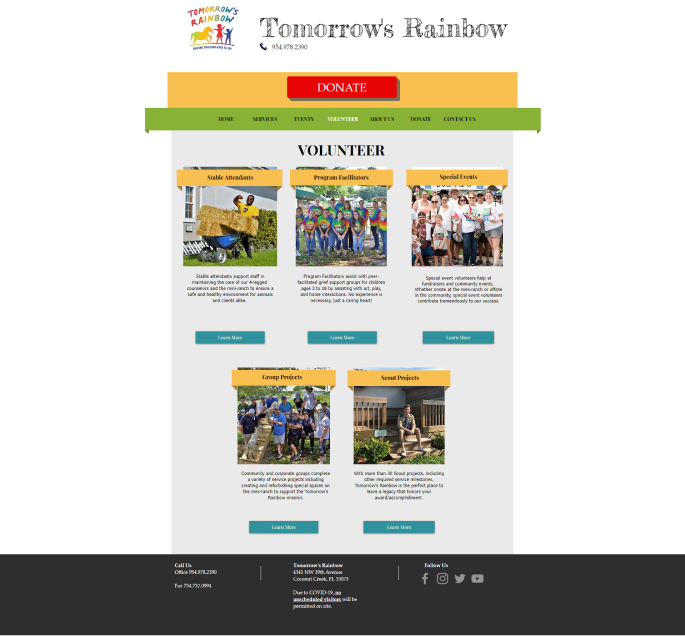 TOMORROW'S
RAINBOW
Tomorrow's Rainbow
954.978.2390
DONATE
HOME SERVICES EVENTS VOLUNTEER ABOUT US DONATE CONTACT US
VOLUNTEER
Stable Attendants Program Facilitators Special Events
Stable attendants support staff in
maintaining the care of our 4-legged
counselors and the mini-ranch to ensure a
safe and healthy environment for animals
and clients alike.
Program Facilitators assist with peer-
facilitated grief support groups for children
ages 3 to 18 by assisting with art, play,
and horse interactions. No experience is
necessary, just a caring heart!
Special event volunteers help at
fundraisers and community events.
Whether onsite at the mini-ranch or offsite
in the community, special event volunteers
contribute tremendously to our success.
Learn More Learn More Learn More
Group Projects Scout Projects
Community and corporate groups complete
a variety of service projects including
creating and refurbishing special spaces on
the mini-ranch to support the Tomorrow's
Rainbow mission.
With more than 20 Scout projects, including
other required service milestones,
Tomorrow's Rainbow is the perfect place to
leave a legacy that honors your
award/accomplishment.
Learn More Learn More
Call Us
Office 954.978.2390
Fax 754.732.0994
Tomorrow's Rainbow
4341 NW 39th Avenue
Coconut Creek, FL 33073
Due to COVID-19, no
unscheduled visitors will be
permitted on site.
Follow Us